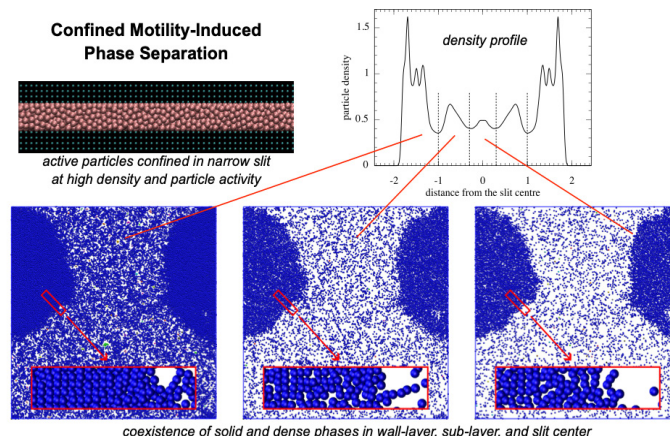 Confined Motility-Induced
Phase Separation
active particles confined in narrow slit
at high density and particle activity
density profile
particle density
1.5
1
0.5
0
-2 -1 0 1 2
distance from the slit centre
coexistence of solid and dense phases in wall-layer, sub-layer, and slit center